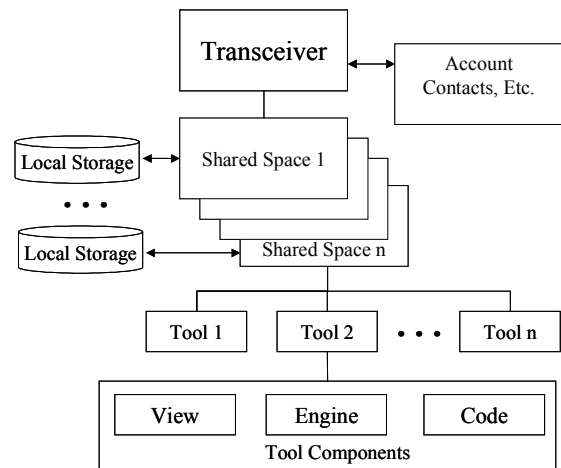 Transceiver
Account
Contacts, Etc.
Shared Space 1
Local Storage
• • •
Local Storage
Shared Space n
Tool 1
Tool 2
• • •
Tool n
View
Engine
Code
Tool Components